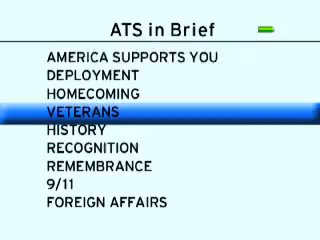 ATS in Brief
AMERICA SUPPORTS YOU
DEPLOYMENT
HOMECOMING
VETERANS
HISTORY
RECOGNITION
REMEMBRANCE
9/11
FOREIGN AFFAIRS